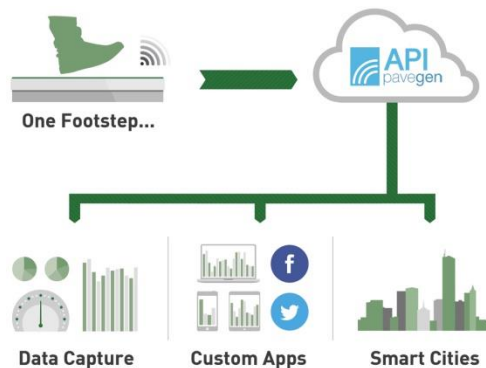 One Footstep...
API
pavegen
Data Capture
Custom Apps
Smart Cities